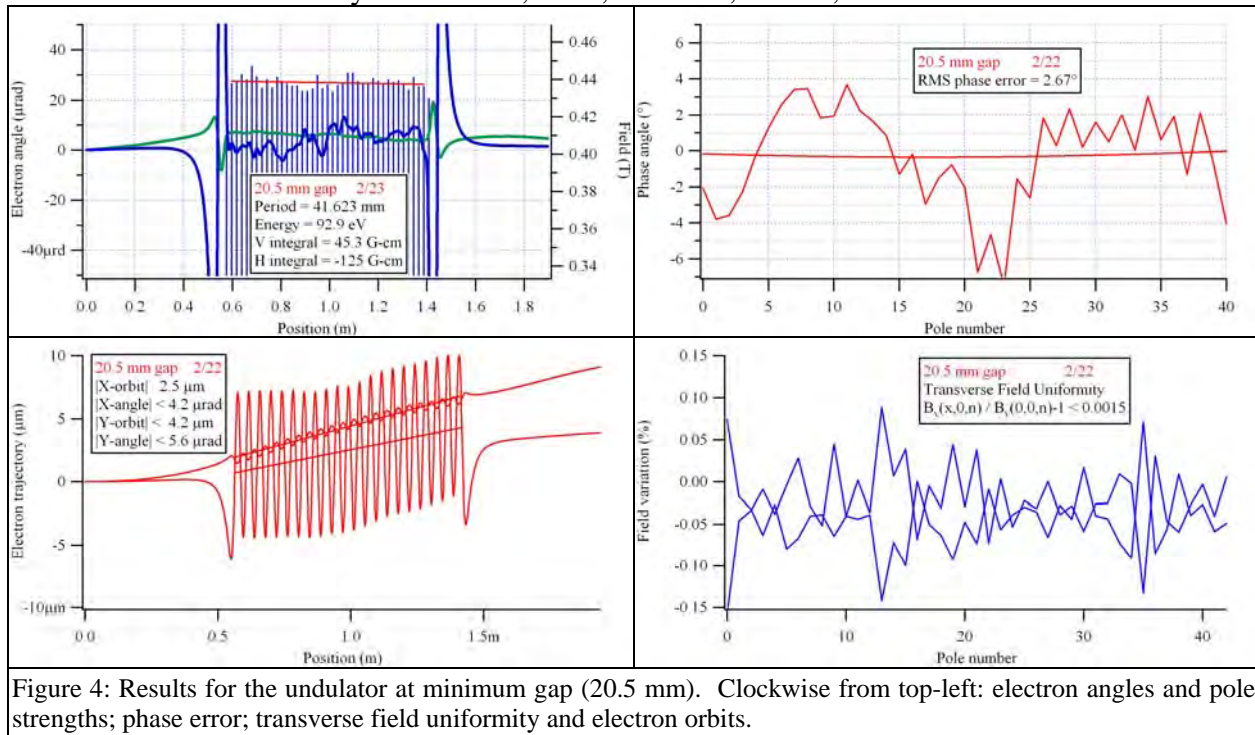 40
20
0
-20
-40μrd
Electron angle (μrad)
0.46
0.44
0.42
0.40
0.38
0.36
0.34
Field (T)
20.5 mm gap 2/23
Period = 41.623 mm
Energy = 92.9 eV
V integral = 45.3 G-cm
H integral = -125 G-cm
0.0 0.2 0.4 0.6 0.8 1.0 1.2 1.4 1.6 1.8
Position (m)
6
4
2
0
-2
-4
-6
Phase angle (°)
20.5 mm gap 2/22
RMS phase error = 2.67°
0 5 10 15 20 25 30 35 40
Pole number
10
5
0
-5
-10μm
Electron trajectory (μm)
20.5 mm gap 2/22
|X-orbit| 2.5 μm
|X-angle| < 4.2 μrad
|Y-orbit| < 4.2 μm
|Y-angle| < 5.6 μrad
0.0 0.5 1.0 1.5m
Position (m)
0.15
0.10
0.05
0.00
-0.05
-0.10
-0.15
Field variation (%)
20.5 mm gap 2/22
Transverse Field Uniformity
(x,0,n) / (0,0,n)-1 < 0.0015
0 10 20 30 40
Pole number
Figure 4: Results for the undulator at minimum gap (20.5 mm). Clockwise from top-left: electron angles and pole
strengths; phase error; transverse field uniformity and electron orbits.